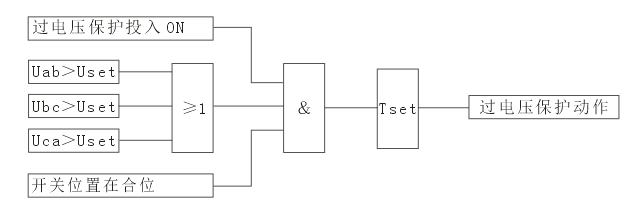 过电压保护投入 ON
Uab>Uset
Ubc>Uset
Uca>Uset
≥1
&
Tset
过电压保护动作
开关位置在合位